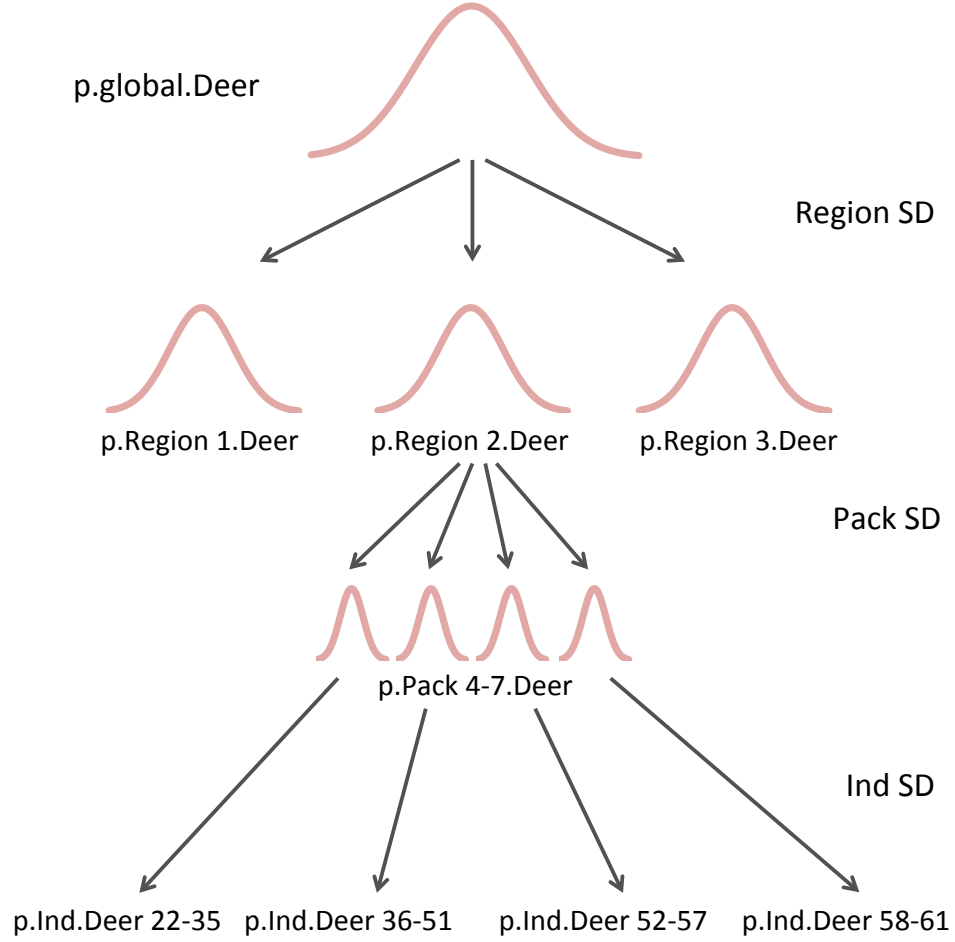 p.global.Deer
Region SD
p.Region 1.Deer
p.Region 2.Deer
p.Region 3.Deer
Pack SD
p.Pack 4-7.Deer
Ind SD
p.Ind.Deer 22-35
p.Ind.Deer 36-51
p.Ind.Deer 52-57
p.Ind.Deer 58-61